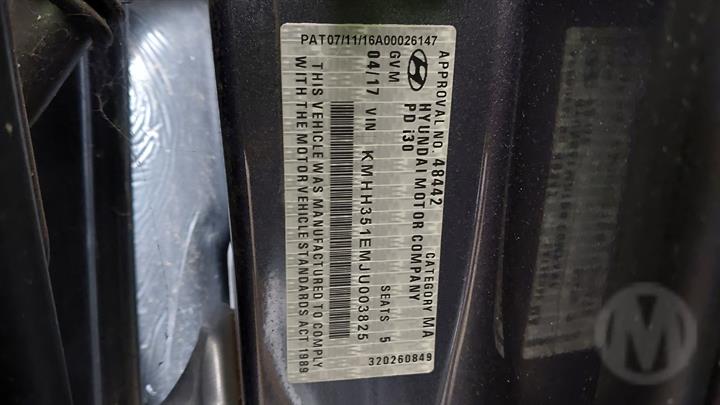 PAT07/11/16A00026147
APPROVAL NO. 48442 CATEGORY MA
HYUNDAI MOTOR COMPANY
PD i30
GVM SEATS 5
04/17 VIN KMHH351EMJU003825
THIS VEHICLE WAS MANUFACTURED TO COMPLY
WITH THE MOTOR VEHICLE STANDARDS ACT 1989
320260849
M